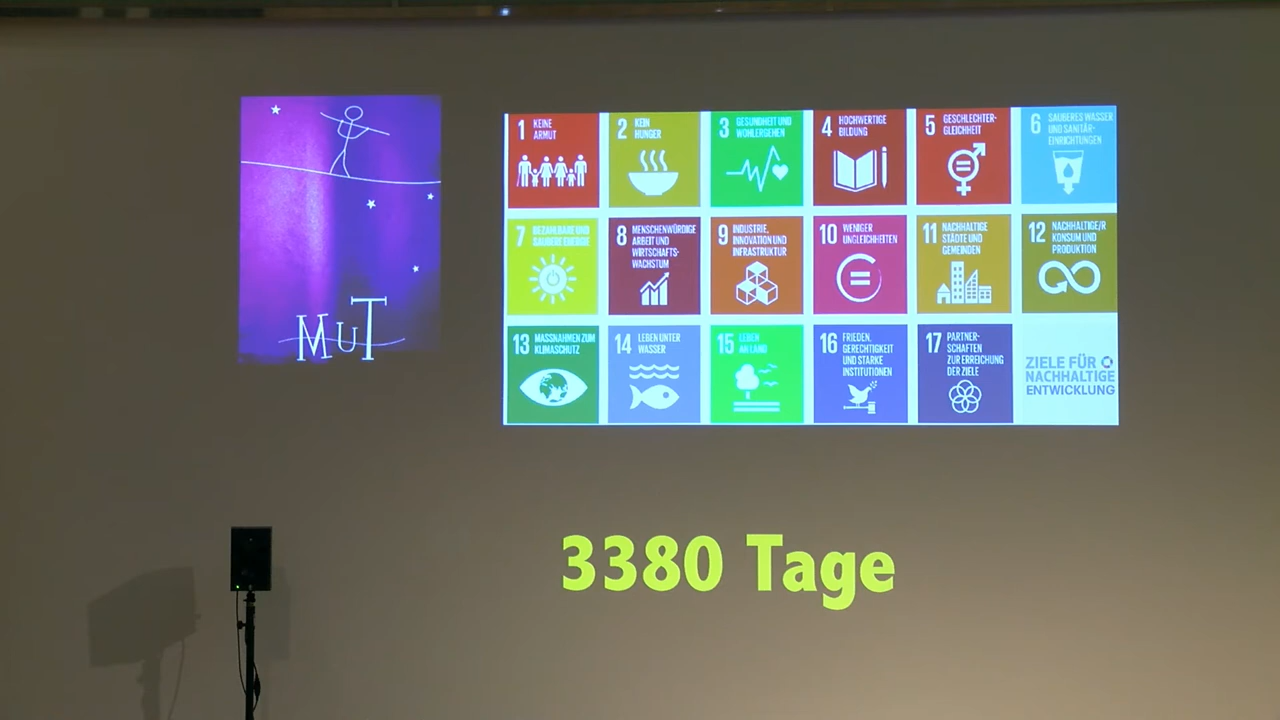 MUT
1 KEINE
ARMUT
2 KEIN
HUNGER
3 GESUNDHEIT UND
WOHLERGEHEN
4 HOCHWERTIGE
BILDUNG
5 GESCHLECHTER-
GLEICHHEIT
6 SAUBERES WASSER
UND SANITÄR-
EINRICHTUNGEN
7 BEZAHLBARE UND
SAUBERE ENERGIE
8 MENSCHENWÜRDIGE
ARBEIT UND
WIRTSCHAFTS-
WACHSTUM
9 INDUSTRIE,
INNOVATION UND
INFRASTRUKTUR
10 WENIGER
UNGLEICHHEITEN
11 NACHHALTIGE
STÄDTE UND
GEMEINDEN
12 NACHHALTIGE/R
KONSUM UND
PRODUKTION
13 MASSNAHMEN ZUM
KLIMASCHUTZ
14 LEBEN UNTER
WASSER
15 LEBEN
AN LAND
16 FRIEDEN,
GERECHTIGKEIT
UND STARKE
INSTITUTIONEN
17 PARTNER-
SCHAFTEN
ZUR ERREICHUNG
DER ZIELE
ZIELE FÜR
NACHHALTIGE
ENTWICKLUNG
3380 Tage